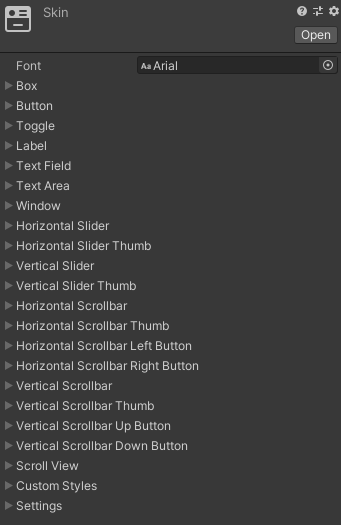 Skin
Open
Font Aa Arial
Box
Button
Toggle
Label
Text Field
Text Area
Window
Horizontal Slider
Horizontal Slider Thumb
Vertical Slider
Vertical Slider Thumb
Horizontal Scrollbar
Horizontal Scrollbar Thumb
Horizontal Scrollbar Left Button
Horizontal Scrollbar Right Button
Vertical Scrollbar
Vertical Scrollbar Thumb
Vertical Scrollbar Up Button
Vertical Scrollbar Down Button
Scroll View
Custom Styles
Settings